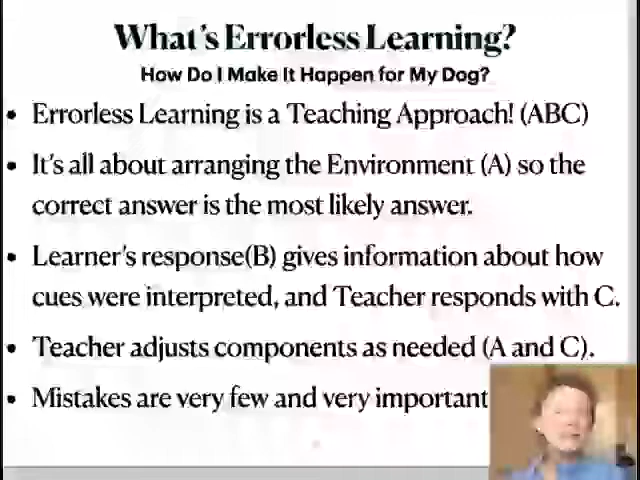 What's Errorless Learning?
How Do I Make It Happen for My Dog?
• Errorless Learning is a Teaching Approach! (ABC)
• It's all about arranging the Environment (A) so the
correct answer is the most likely answer.
• Learner's response(B) gives information about how
cues were interpreted, and Teacher responds with C.
• Teacher adjusts components as needed (A and C).
• Mistakes are very few and very important